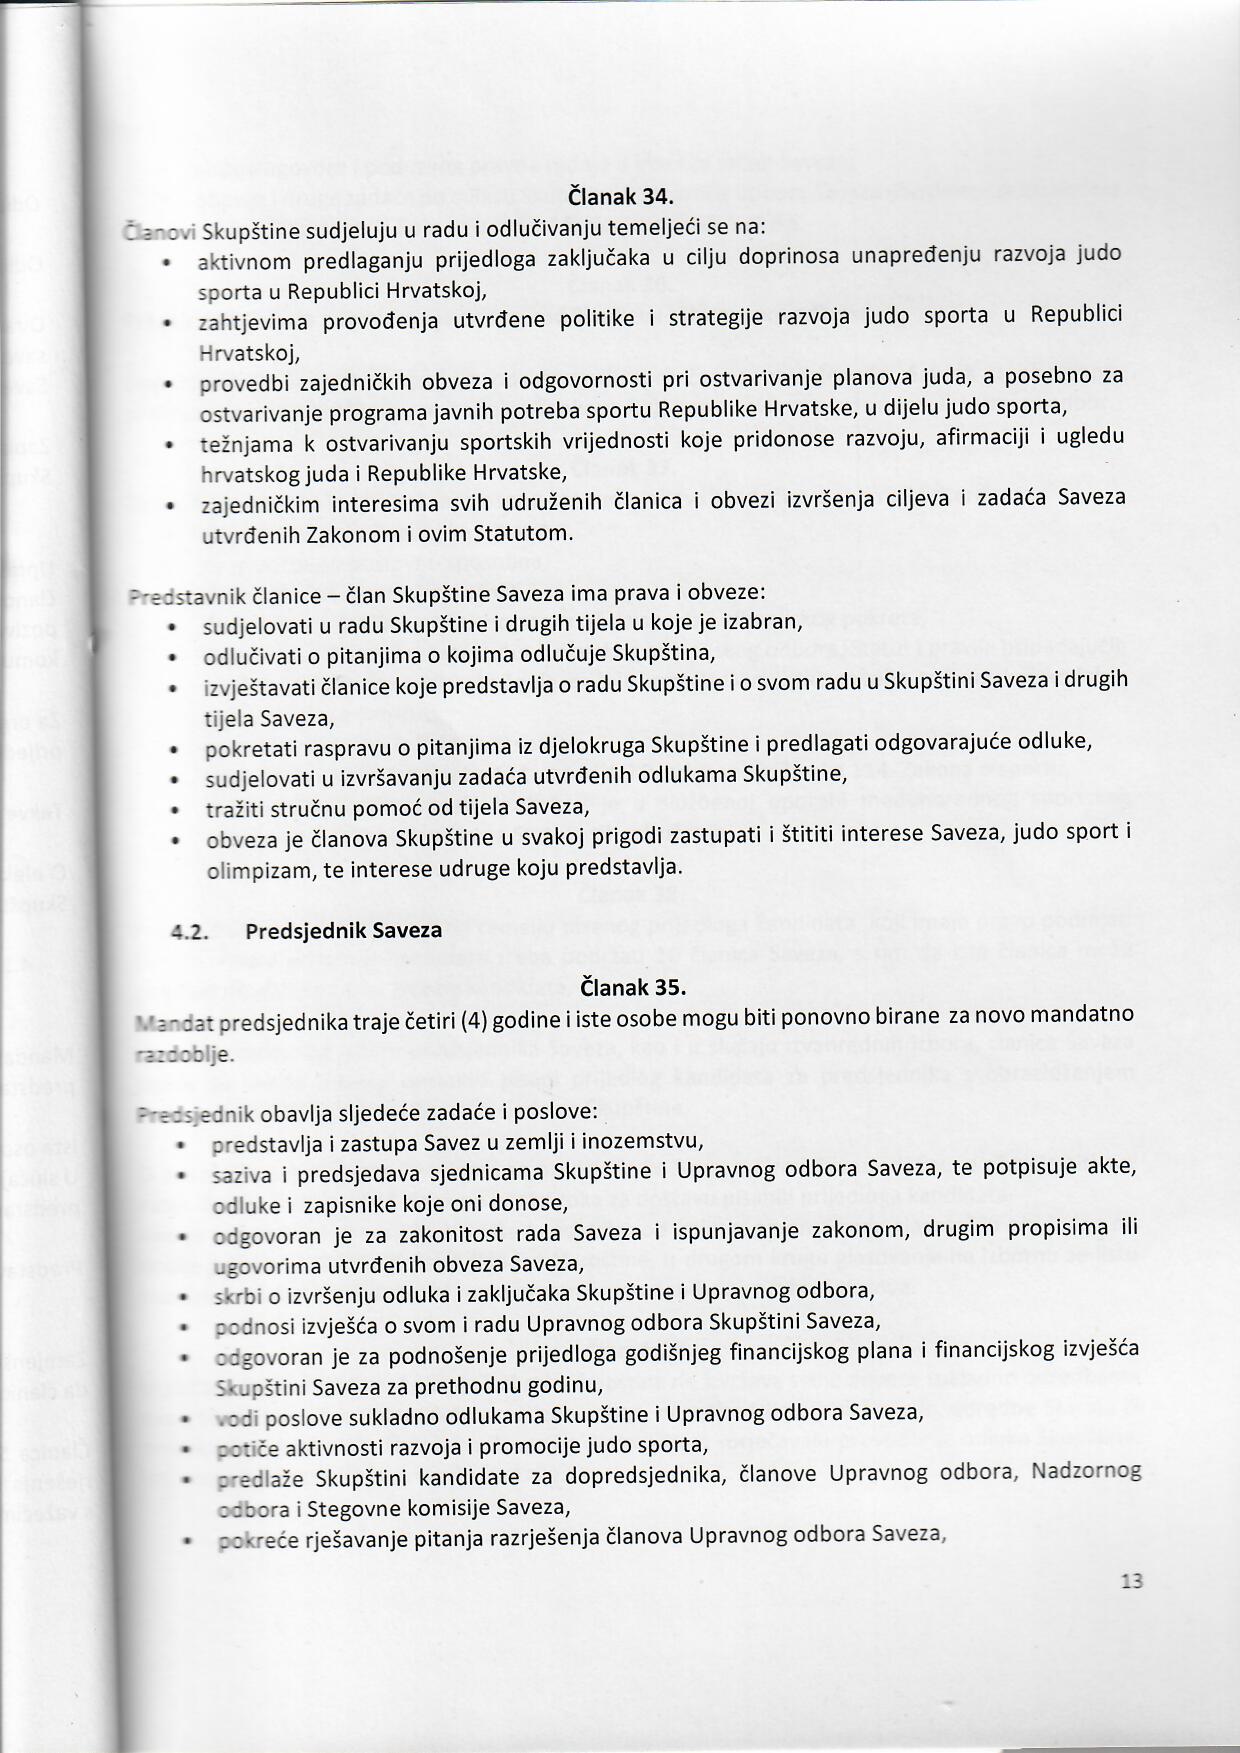 Članak 34.
Članovi Skupštine sudjeluju u radu i odlučivanju temeljeći se na:
• aktivnom predlaganju prijedloga zaključaka u cilju doprinosa unapređenju razvoja judo
sporta u Republici Hrvatskoj,
• zahtjevima provođenja utvrđene politike i strategije razvoja judo sporta u Republici
Hrvatskoj,
• provedbi zajedničkih obveza i odgovornosti pri ostvarivanje planova juda, a posebno za
ostvarivanje programa javnih potreba sportu Republike Hrvatske, u dijelu judo sporta,
• težnjama k ostvarivanju sportskih vrijednosti koje pridonose razvoju, afirmaciji i ugledu
hrvatskog juda i Republike Hrvatske,
• zajedničkim interesima svih udruženih članica i obvezi izvršenja ciljeva i zadaća Saveza
utvrđenih Zakonom i ovim Statutom.
Predstavnik članice – član Skupštine Saveza ima prava i obveze:
• sudjelovati u radu Skupštine i drugih tijela u koje je izabran,
• odlučivati o pitanjima o kojima odlučuje Skupština,
• izvještavati članice koje predstavlja o radu Skupštine i o svom radu u Skupštini Saveza i drugih
tijela Saveza,
• pokretati raspravu o pitanjima iz djelokruga Skupštine i predlagati odgovarajuće odluke,
• sudjelovati u izvršavanju zadaća utvrđenih odlukama Skupštine,
• tražiti stručnu pomoć od tijela Saveza,
• obveza je članova Skupštine u svakoj prigodi zastupati i štititi interese Saveza, judo sport i
olimpizam, te interese udruge koju predstavlja.
4.2. Predsjednik Saveza
Članak 35.
Mandat predsjednika traje četiri (4) godine i iste osobe mogu biti ponovno birane za novo mandatno
razdoblje.
Predsjednik obavlja sljedeće zadaće i poslove:
• predstavlja i zastupa Savez u zemlji i inozemstvu,
• saziva i predsjedava sjednicama Skupštine i Upravnog odbora Saveza, te potpisuje akte,
odluke i zapisnike koje oni donose,
• odgovoran je za zakonitost rada Saveza i ispunjavanje zakonom, drugim propisima ili
ugovorima utvrđenih obveza Saveza,
• skrbi o izvršenju odluka i zaključaka Skupštine i Upravnog odbora,
• podnosi izvješća o svom i radu Upravnog odbora Skupštini Saveza,
• odgovoran je za podnošenje prijedloga godišnjeg financijskog plana i financijskog izvješća
Skupštini Saveza za prethodnu godinu,
• vodi poslove sukladno odlukama Skupštine i Upravnog odbora Saveza,
• potiče aktivnosti razvoja i promocije judo sporta,
• predlaže Skupštini kandidate za dopredsjednika, članove Upravnog odbora, Nadzornog
odbora i Stegovne komisije Saveza,
• pokreće rješavanje pitanja razrješenja članova Upravnog odbora Saveza,
13